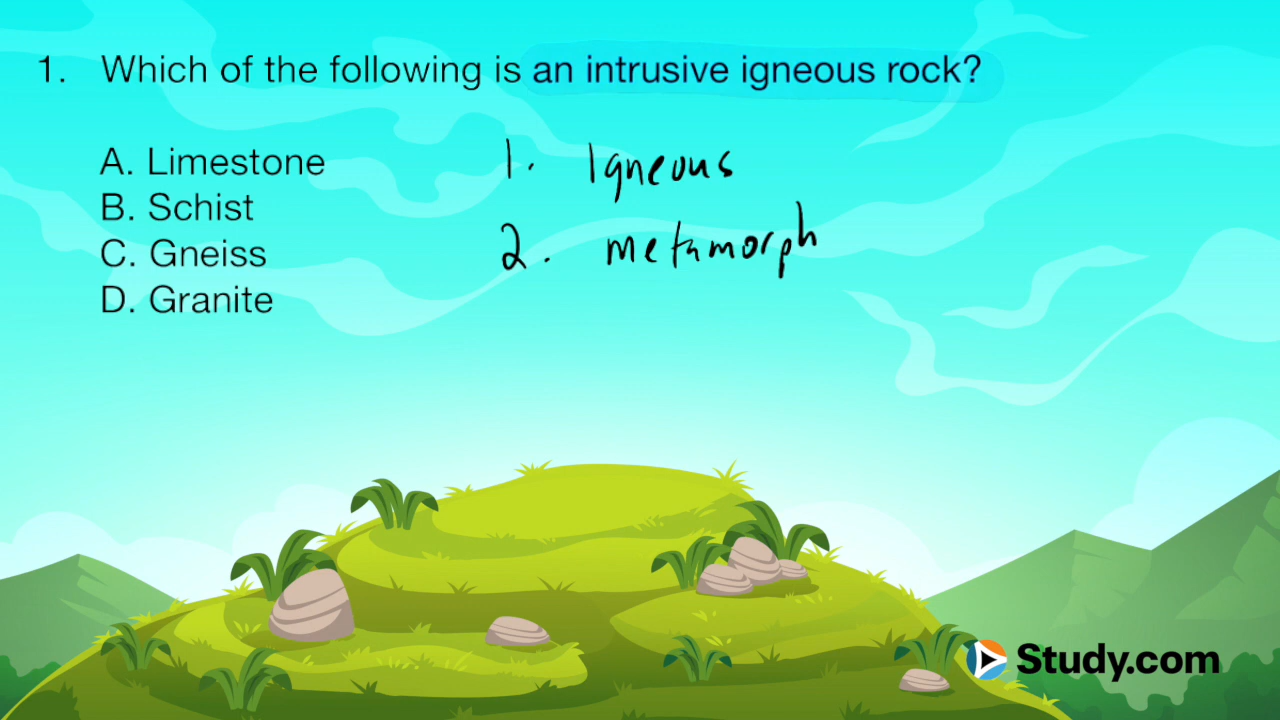 1. Which of the following is an intrusive igneous rock?
A. Limestone
B. Schist
C. Gneiss
D. Granite
1. Igneous
2. metamorph
Study.com